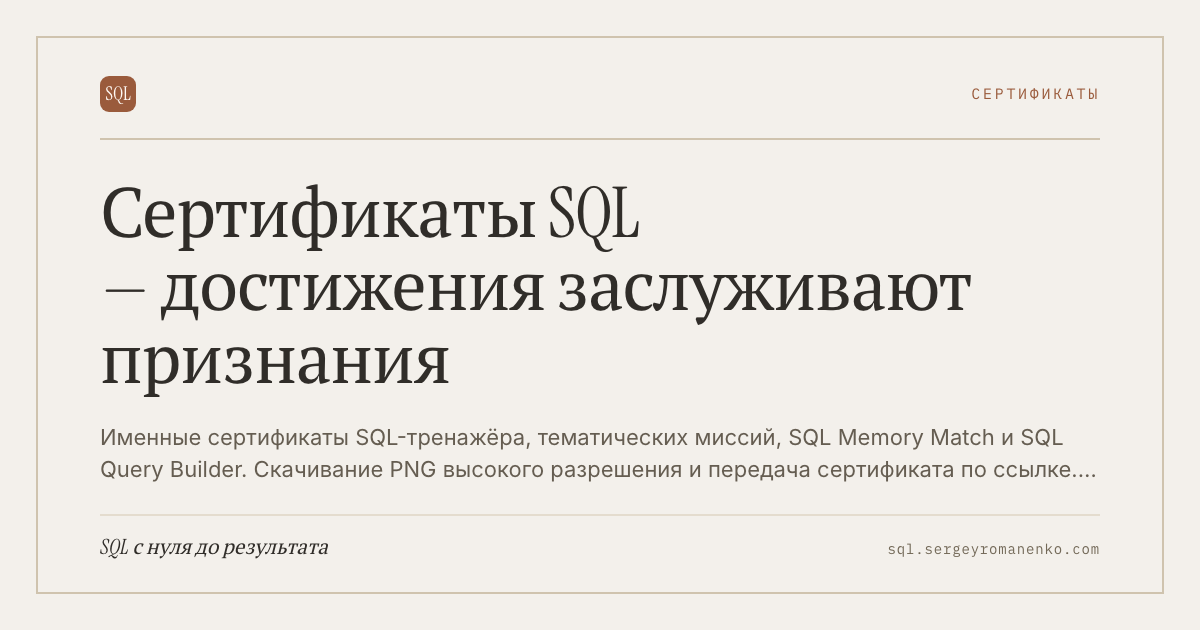 SQL
СЕРТИФИКАТЫ
Сертификаты SQL
— достижения заслуживают
признания
Именные сертификаты SQL-тренажёра, тематических миссий, SQL Memory Match и SQL
Query Builder. Скачивание PNG высокого разрешения и передача сертификата по ссылке....
SQL с нуля до результата
sql.sergeyromanenko.com